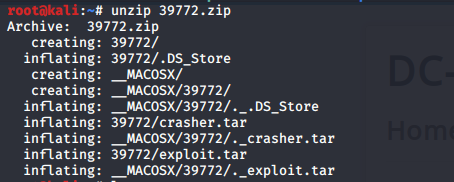 root@kali:~# unzip 39772.zip
Archive:  39772.zip
   creating: 39772/
  inflating: 39772/.DS_Store
   creating: __MACOSX/
   creating: __MACOSX/39772/
  inflating: __MACOSX/39772/._.DS_Store
  inflating: 39772/crasher.tar
  inflating: __MACOSX/39772/._crasher.tar
  inflating: 39772/exploit.tar
  inflating: __MACOSX/39772/._exploit.tar
DC-
Home